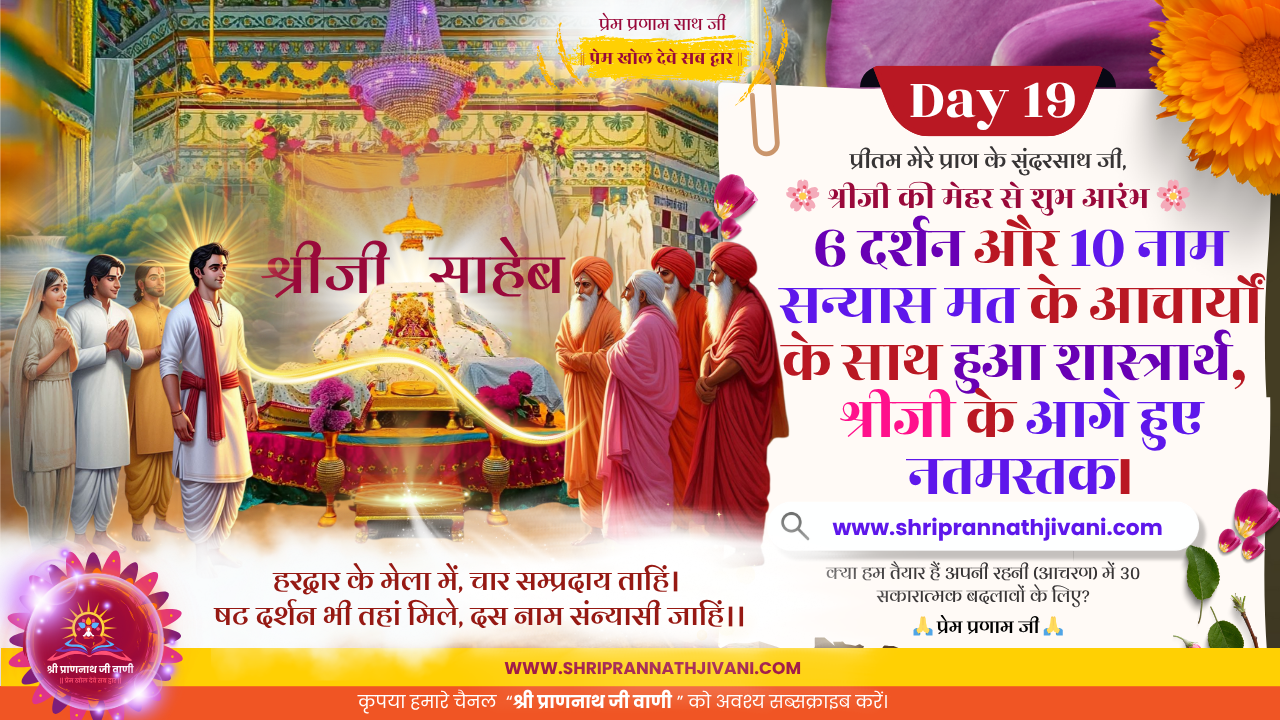 प्रेम प्रणाम साथ जी
|| प्रेम खोल देवे सब द्वार ||
Day 19
प्रीतम मेरे प्राण के सुंदरसाथ जी,
🌸 श्रीजी की मेहर से शुभ आरंभ 🌸
6 दर्शन और 10 नाम
सन्यास मत के आचार्यों
के साथ हुआ शास्त्रार्थ,
श्रीजी के आगे हुए
नतमस्तक।
www.shriprannathjivani.com
क्या हम तैयार हैं अपनी रहनी (आचरण) में 30
सकारात्मक बदलावों के लिए?
🙏 प्रेम प्रणाम जी 🙏
श्रीजी साहेब
हरद्वार के मेला में, चार सम्प्रदाय ताहिं।
षट दर्शन भी तहां मिले, दस नाम संन्यासी जाहिं।।
श्री प्राणनाथ जी वाणी
|| प्रेम खोल देवे सब द्वार ||
WWW.SHRIPRANNATHJIVANI.COM
कृपया हमारे चैनल “श्री प्राणनाथ जी वाणी ” को अवश्य सब्सक्राइब करें।